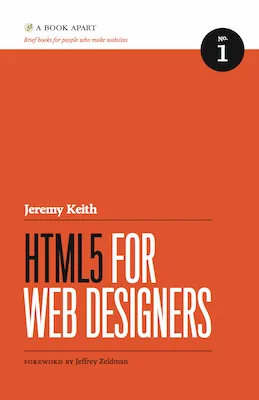 A BOOK APART
Brief books for people who make websites
No.
1
Jeremy Keith
HTML5 FOR
WEB DESIGNERS
FOREWORD BY Jeffrey Zeldman